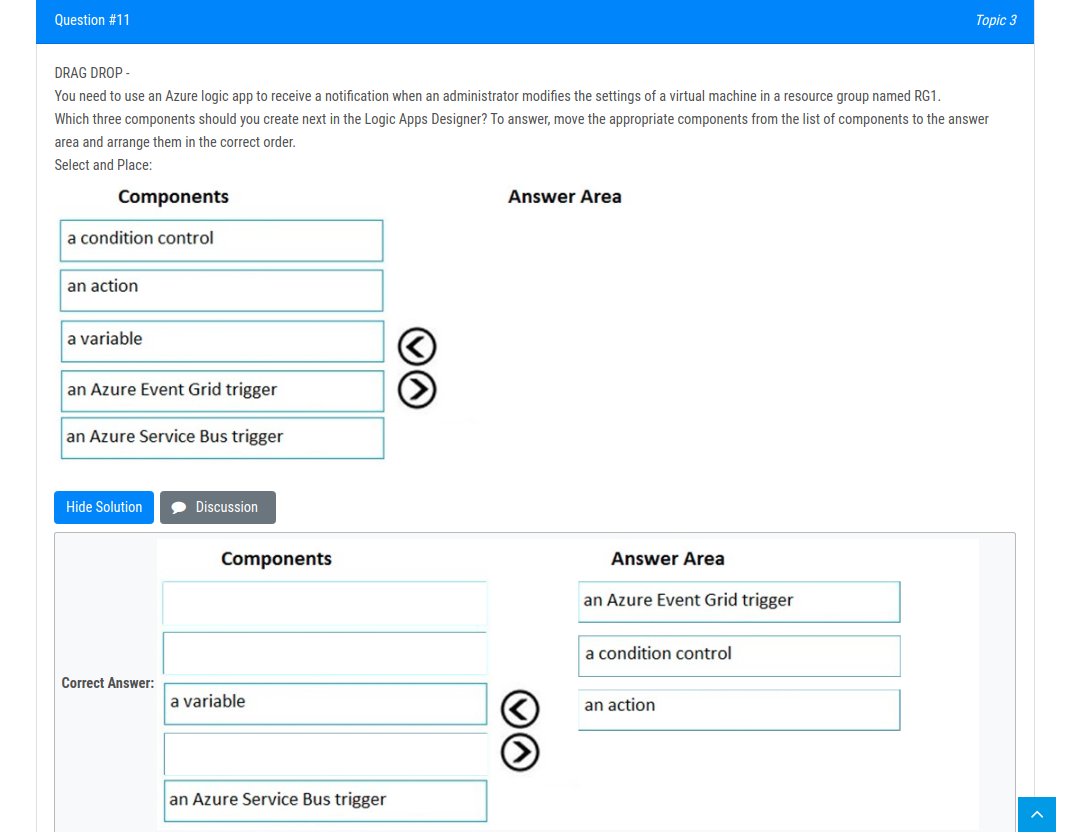 Question #11
Topic 3
DRAG DROP -
You need to use an Azure logic app to receive a notification when an administrator modifies the settings of a virtual machine in a resource group named RG1.
Which three components should you create next in the Logic Apps Designer? To answer, move the appropriate components from the list of components to the answer
area and arrange them in the correct order.
Select and Place:
Components
Answer Area
a condition control
an action
a variable
an Azure Event Grid trigger
an Azure Service Bus trigger
Hide Solution
Discussion
Correct Answer:
Components
Answer Area
an Azure Event Grid trigger
a condition control
a variable
an action
an Azure Service Bus trigger